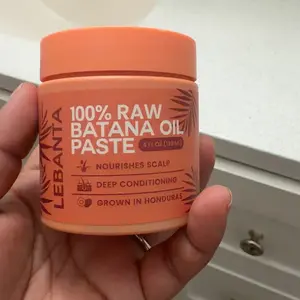 LEBANTA
100% RAW
BATANA OIL
PASTE
NOURISHES SCALP
DEEP CONDITIONING
GROWN IN HONDURAS